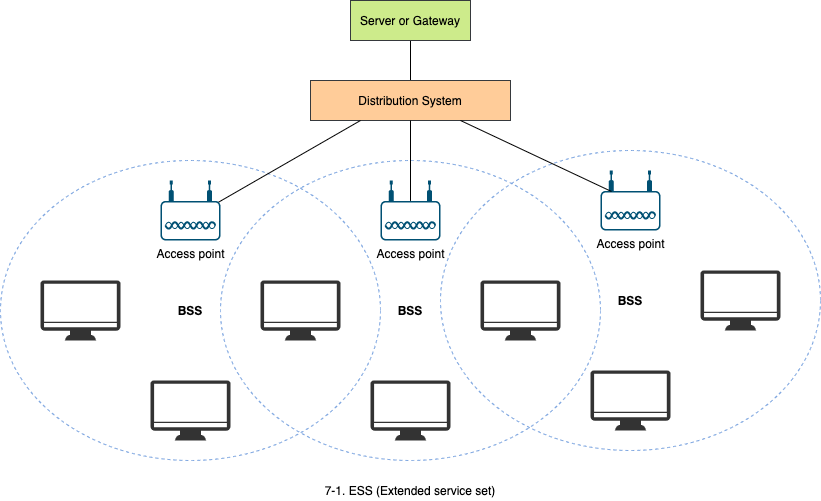 Server or Gateway
Distribution System
Access point
Access point
Access point
BSS
BSS
BSS
7-1. ESS (Extended service set)